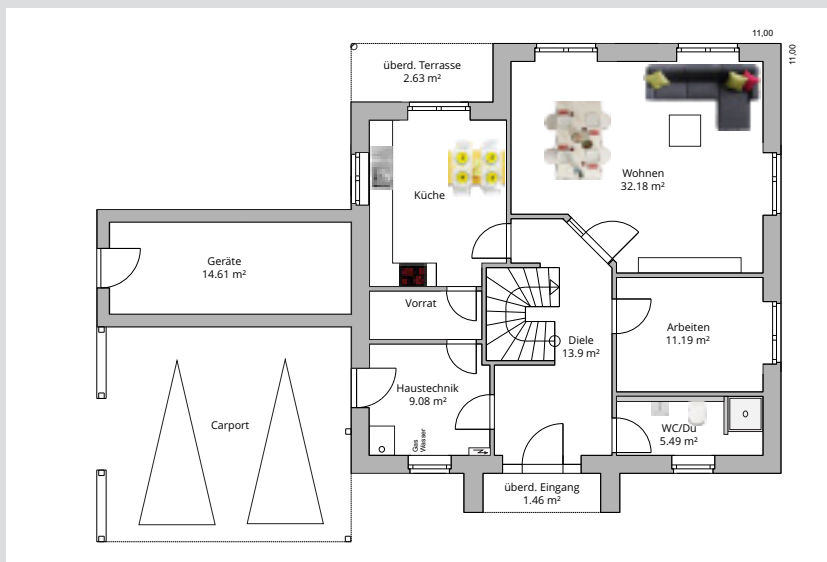 11,00
11,00
überd. Terrasse
2.63 m²
Wohnen
32.18 m²
Küche
Geräte
14.61 m²
Vorrat
Arbeiten
11.19 m²
Diele
13.9 m²
Haustechnik
9.08 m²
Carport
WC/Du
5.49 m²
Gas
Wasser
überd. Eingang
1.46 m²